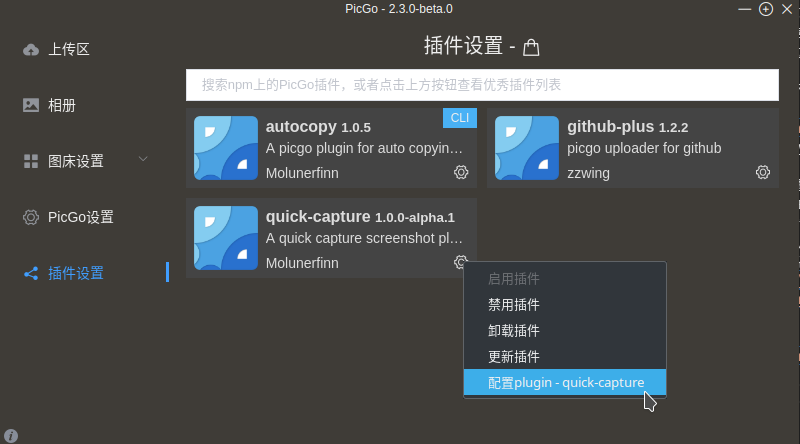 PicGo - 2.3.0-beta.0
上传区
相册
图床设置
PicGo设置
插件设置
插件设置 -
搜索npm上的PicGo插件，或者点击上方按钮查看优秀插件列表
autocopy 1.0.5
CLI
A picgo plugin for auto copyin…
Molunerfinn
github-plus 1.2.2
picgo uploader for github
zzwing
quick-capture 1.0.0-alpha.1
A quick capture screenshot pl…
Molunerfinn
启用插件
禁用插件
卸载插件
更新插件
配置plugin - quick-capture